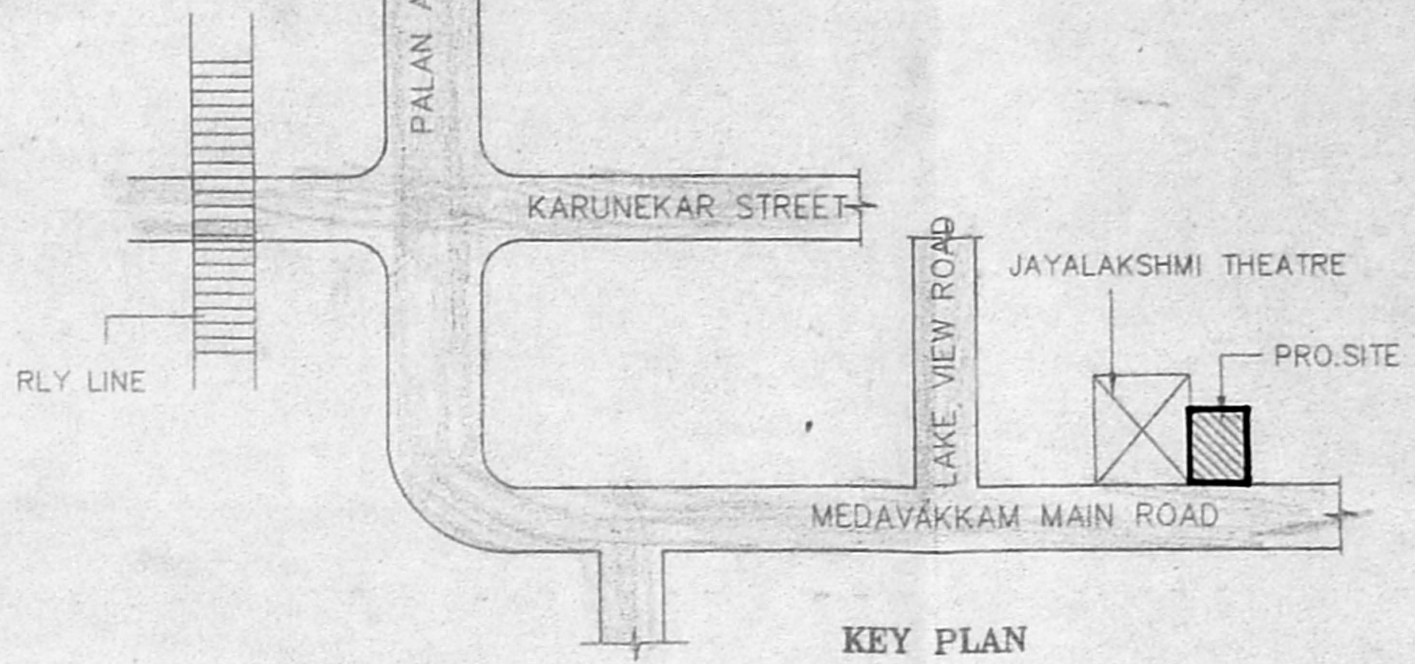 PALAN
KARUNEKAR STREET
LAKE VIEW ROAD
JAYALAKSHMI THEATRE
PRO.SITE
RLY LINE
MEDAVAKKAM MAIN ROAD
KEY PLAN